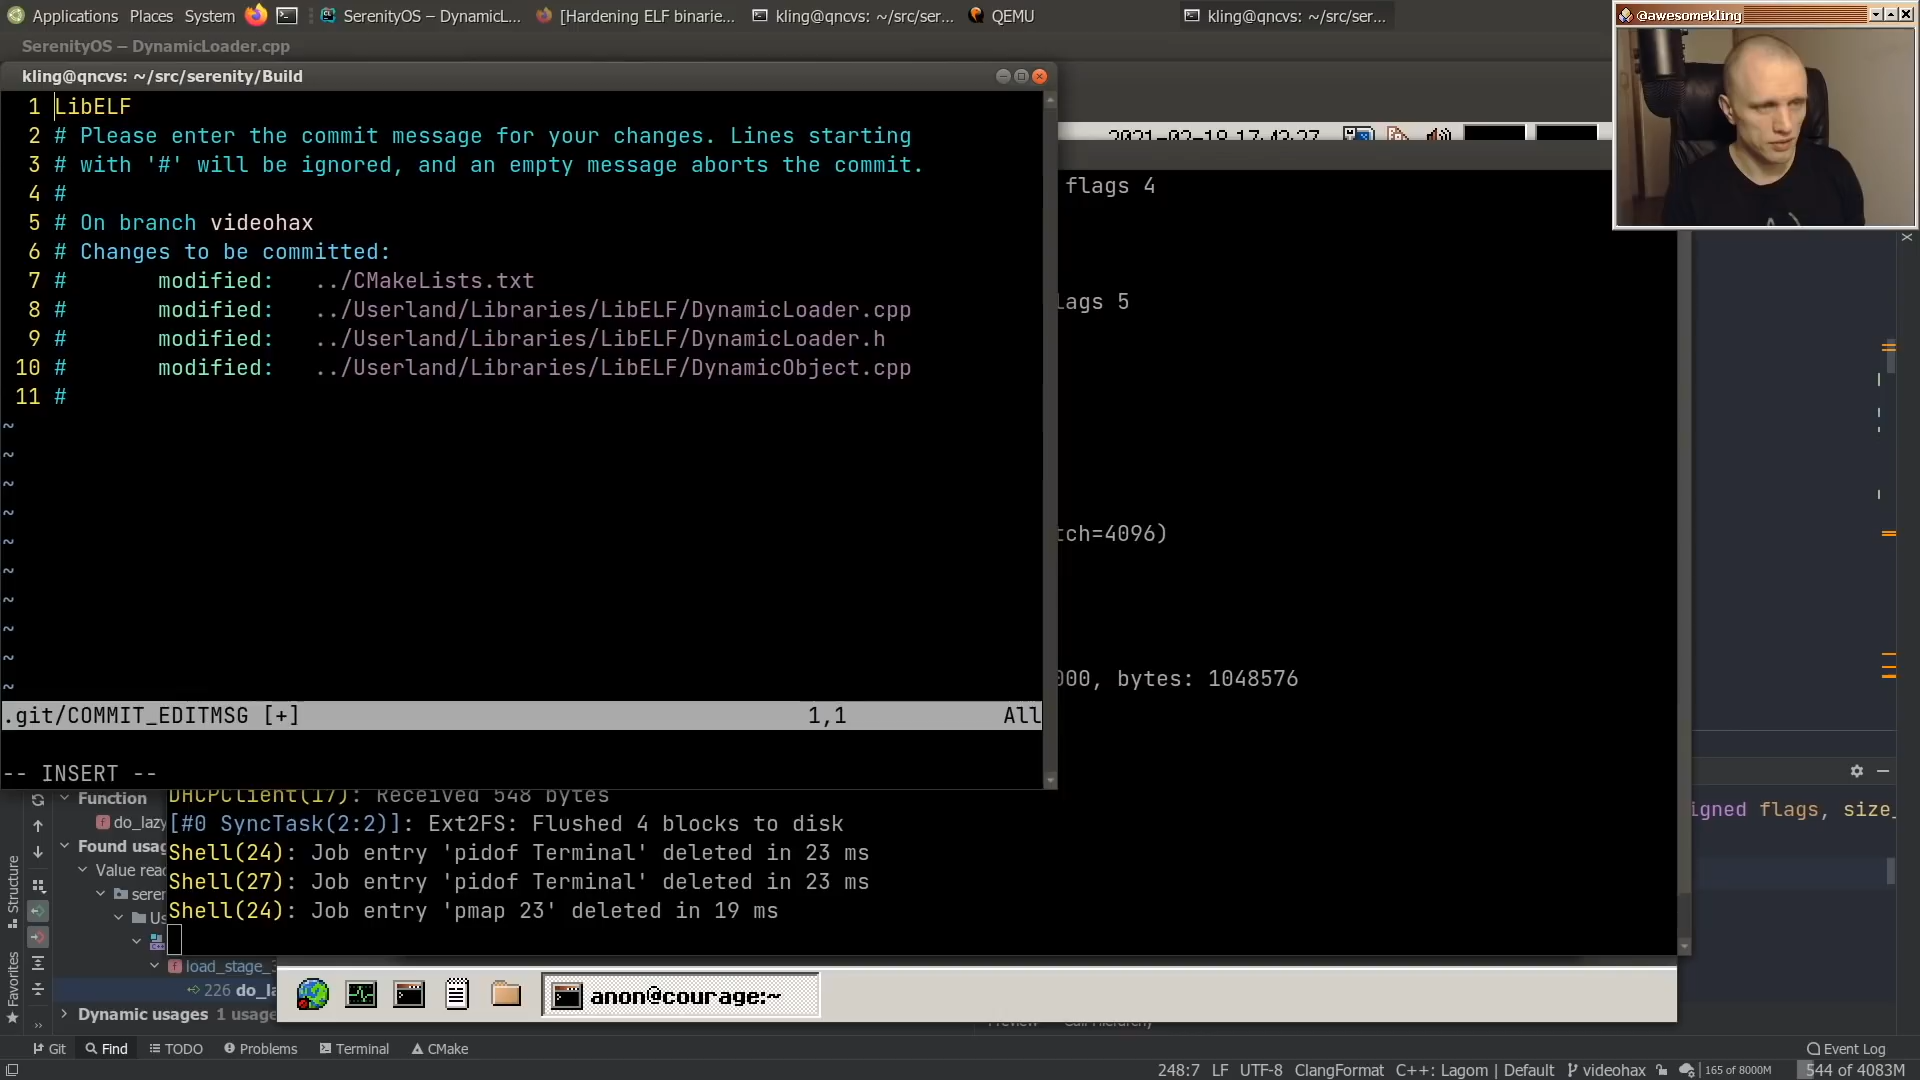 Applications Places System SerenityOS – DynamicL... [Hardening ELF binarie... kling@qncvs: ~/src/ser... QEMU kling@qncvs: ~/src/ser...
@awesomekling
SerenityOS – DynamicLoader.cpp
kling@qncvs: ~/src/serenity/Build
1 LibELF
2 # Please enter the commit message for your changes. Lines starting
3 # with '#' will be ignored, and an empty message aborts the commit.
4 #
5 # On branch videohax
6 # Changes to be committed:
7 # modified: ../CMakeLists.txt
8 # modified: ../Userland/Libraries/LibELF/DynamicLoader.cpp
9 # modified: ../Userland/Libraries/LibELF/DynamicLoader.h
10 # modified: ../Userland/Libraries/LibELF/DynamicObject.cpp
11 #
~
~
~
~
~
~
~
~
~
~
.git/COMMIT_EDITMSG [+] 1,1 All
-- INSERT --
flags 4
lags 5
tch=4096)
000, bytes: 1048576
DHCPClient(17): Received 548 bytes
[#0 SyncTask(2:2)]: Ext2FS: Flushed 4 blocks to disk
Shell(24): Job entry 'pidof Terminal' deleted in 23 ms
Shell(27): Job entry 'pidof Terminal' deleted in 23 ms
Shell(24): Job entry 'pmap 23' deleted in 19 ms
Structure
Favorites
Function
do_lazy
Found usag
Value read
seren
Us
load_stage_3
226 do_la
Dynamic usages 1 usage
igned flags, size_
anon@courage:~
Git Find TODO Problems Terminal CMake Event Log
248:7 LF UTF-8 ClangFormat C++: Lagom | Default videohax 165 of 8000M 544 of 4083M